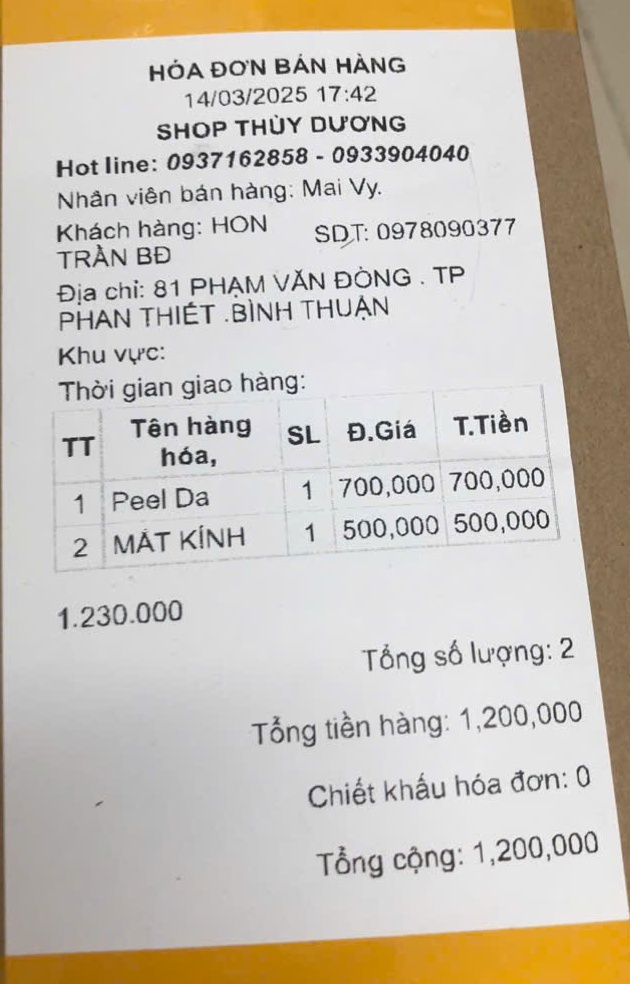 HÓA ĐƠN BÁN HÀNG
14/03/2025 17:42
SHOP THÙY DƯƠNG
Hot line: 0937162858 - 0933904040
Nhân viên bán hàng: Mai Vy.
Khách hàng: HON TRẦN BĐ
SDT: 0978090377
Địa chỉ: 81 PHẠM VĂN ĐỒNG . TP
PHAN THIẾT .BÌNH THUẬN
Khu vực:
Thời gian giao hàng:
TT Tên hàng hóa, SL Đ.Giá T.Tiền
1 Peel Da 1 700,000 700,000
2 MẮT KÍNH 1 500,000 500,000
1.230.000
Tổng số lượng: 2
Tổng tiền hàng: 1,200,000
Chiết khấu hóa đơn: 0
Tổng cộng: 1,200,000